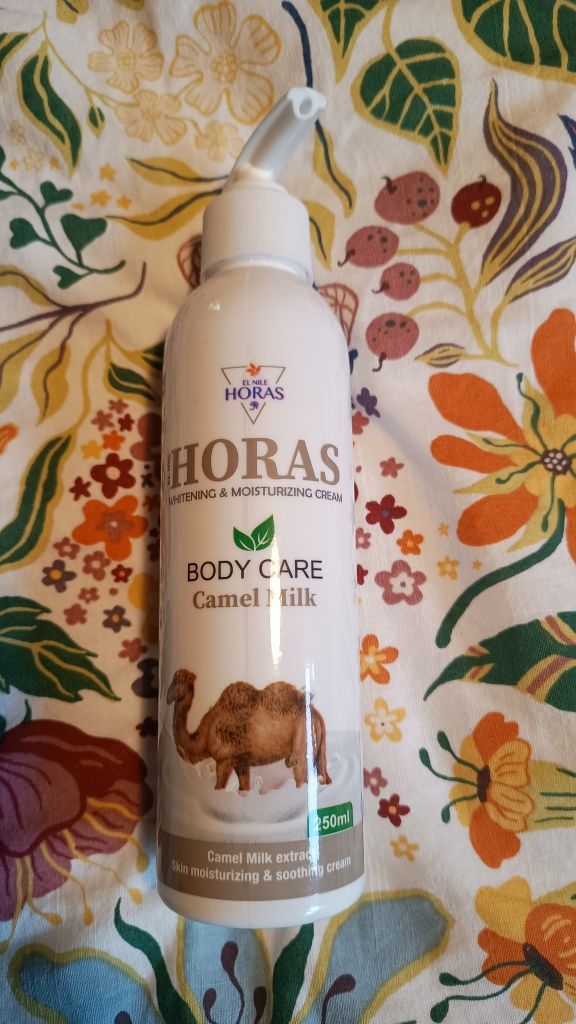 EL NILE
HORAS
HORAS
WHITENING & MOISTURIZING CREAM
BODY CARE
Camel Milk
250ml
Camel Milk extract
Skin moisturizing & soothing cream